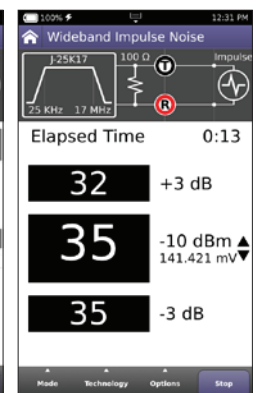 100% 12:31 PM
Wideband Impulse Noise
J-25K17 100 Ω T Impulse
25 KHz 17 MHz R
Elapsed Time 0:13
32 +3 dB
35 -10 dBm
141.421 mV
35 -3 dB
Mode Technology Options Stop